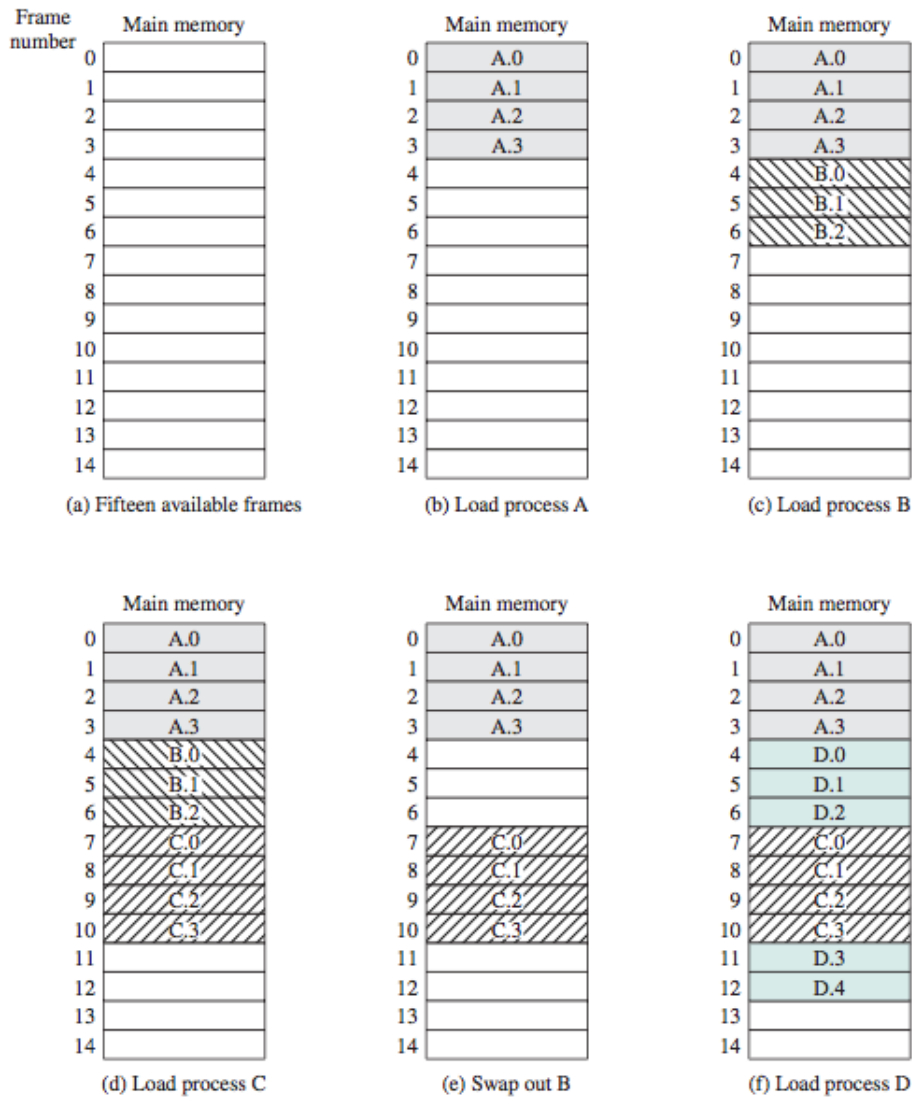 Frame number
Main memory
0
1
2
3
4
5
6
7
8
9
10
11
12
13
14
(a) Fifteen available frames
Main memory
0 A.0
1 A.1
2 A.2
3 A.3
4
5
6
7
8
9
10
11
12
13
14
(b) Load process A
Main memory
0 A.0
1 A.1
2 A.2
3 A.3
4 B.0
5 B.1
6 B.2
7
8
9
10
11
12
13
14
(c) Load process B
Main memory
0 A.0
1 A.1
2 A.2
3 A.3
4 B.0
5 B.1
6 B.2
7 C.0
8 C.1
9 C.2
10 C.3
11
12
13
14
(d) Load process C
Main memory
0 A.0
1 A.1
2 A.2
3 A.3
4
5
6
7 C.0
8 C.1
9 C.2
10 C.3
11
12
13
14
(e) Swap out B
Main memory
0 A.0
1 A.1
2 A.2
3 A.3
4 D.0
5 D.1
6 D.2
7 C.0
8 C.1
9 C.2
10 C.3
11 D.3
12 D.4
13
14
(f) Load process D